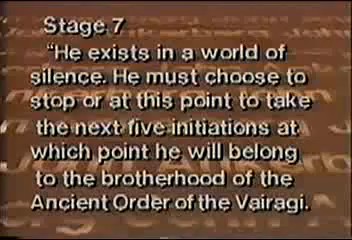 Stage 7
"He exists in a world of
silence. He must choose to
stop or at this point to take
the next five initiations at
which point he will belong
to the brotherhood of the
Ancient Order of the Vairagi.